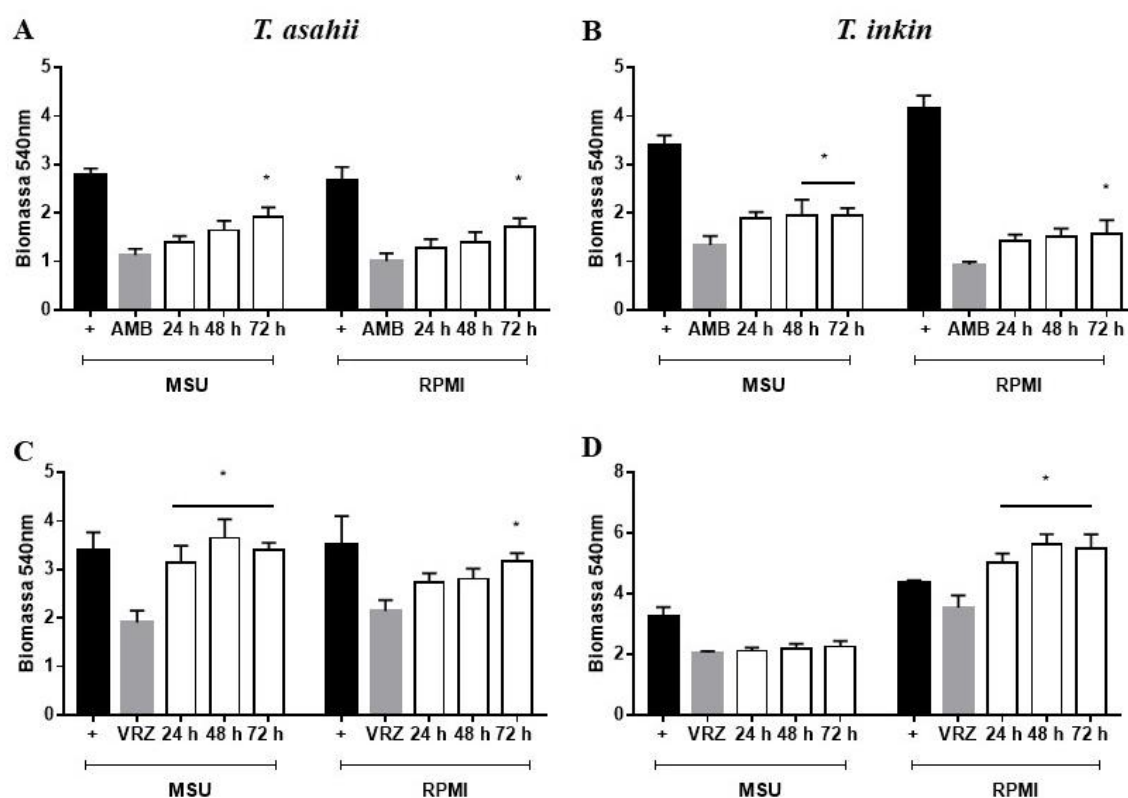 A T. asahii
5
4
3
2
1
0
Biomassa 540nm
*
*
+ AMB 24 h 48 h 72 h + AMB 24 h 48 h 72 h
MSU RPMI
B T. inkin
5
4
3
2
1
0
Biomassa 540nm
*
*
+ AMB 24 h 48 h 72 h + AMB 24 h 48 h 72 h
MSU RPMI
C
5
4
3
2
1
0
Biomassa 540nm
*
*
+ VRZ 24 h 48 h 72 h + VRZ 24 h 48 h 72 h
MSU RPMI
D
8
6
4
2
0
Biomassa 540nm
*
+ VRZ 24 h 48 h 72 h + VRZ 24 h 48 h 72 h
MSU RPMI